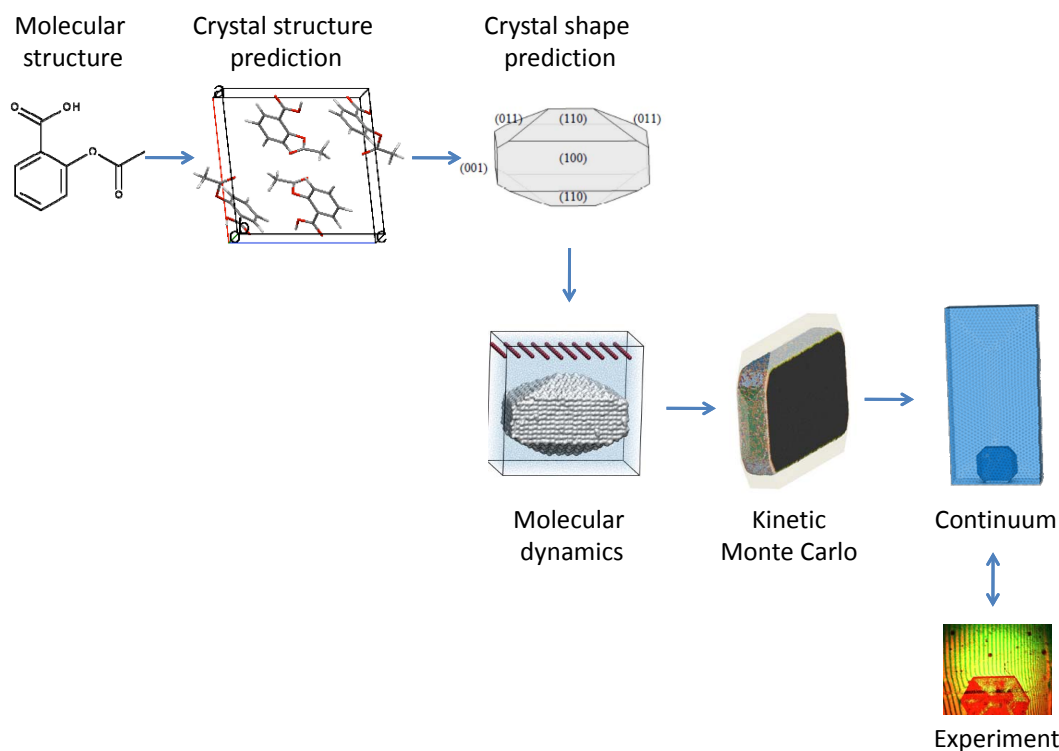 Molecular
structure
Crystal structure
prediction
Crystal shape
prediction
O
OH
O
O
a
b
o
c
(011)
(110)
(011)
(100)
(001)
(110)
Molecular
dynamics
Kinetic
Monte Carlo
Continuum
Experiment